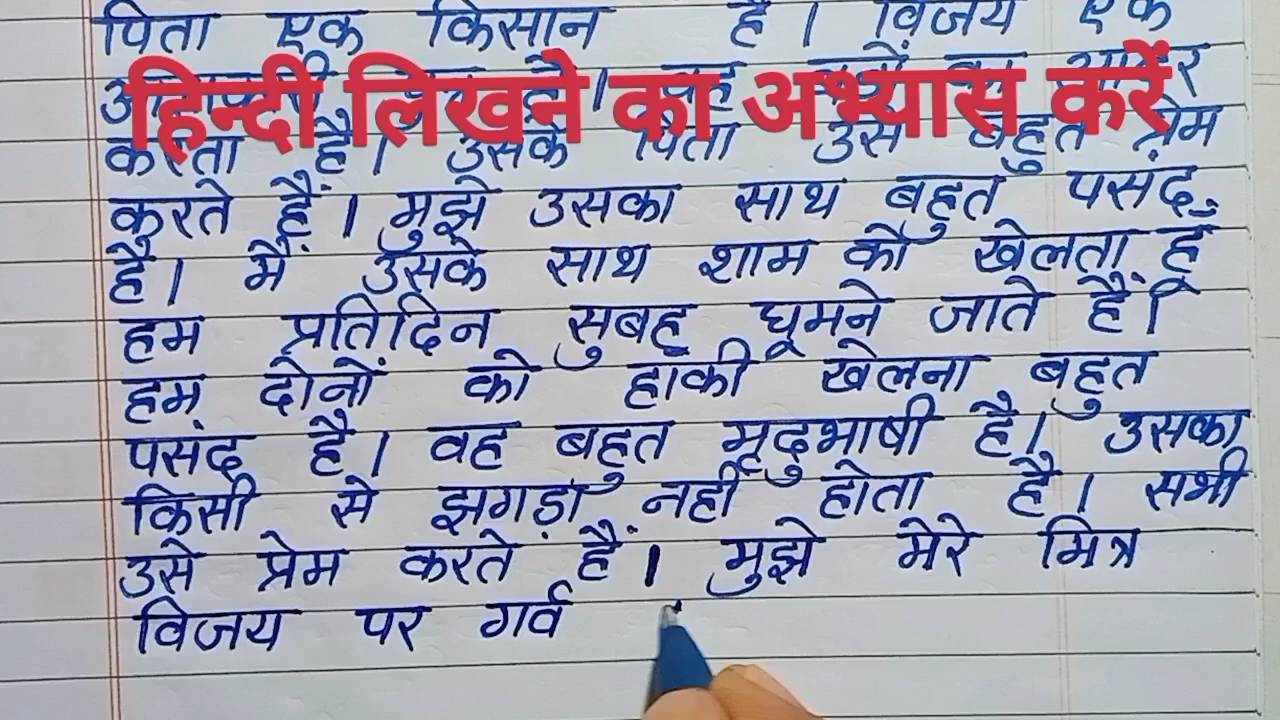 पिता एक किसान है। विजय एक
हिन्दी लिखने का अभ्यास करें
करता है। उसके पिता उसे बहुत प्रेम
करते हैं। मुझे उसका साथ बहुत पसंद
है। मैं उसके साथ शाम को खेलता हूँ
हम प्रतिदिन सुबह घूमने जाते हैं।
हम दोनों को हॉकी खेलना बहुत
पसंद है। वह बहुत मृदुभाषी है। उसका
किसी से झगड़ा नहीं होता है। सभी
उसे प्रेम करते हैं। मुझे मेरे मित्र
विजय पर गर्व